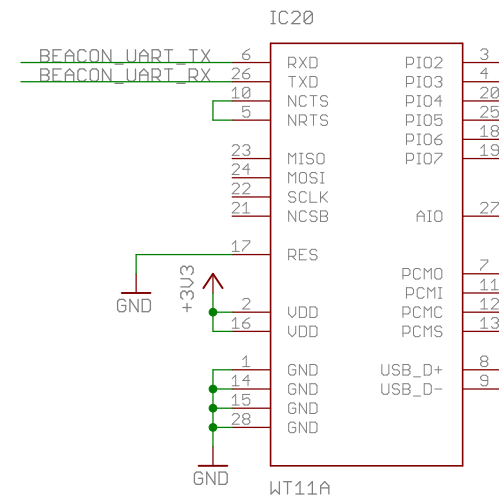 IC20
BEACON_UART_TX 6 RXD PIO2 3
BEACON_UART_RX 26 TXD PIO3 4
10 NCTS PIO4 20
5 NRTS PIO5 25
PIO6 18
23 MISO PIO7 19
24 MOSI
22 SCLK
21 NCSB AIO 27
17 RES
PCMO 7
+3V3 PCMI 11
GND 2 VDD PCMC 12
16 VDD PCMS 13
1 GND USB_D+ 8
14 GND USB_D- 9
15 GND
28 GND
GND
WT11A